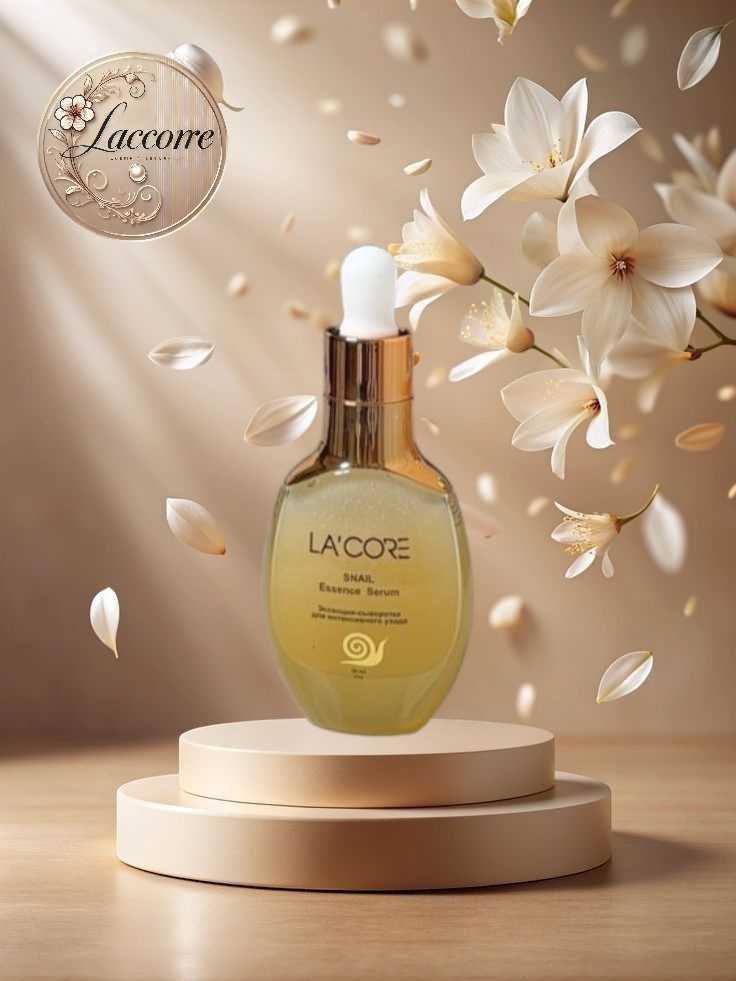 Laccorre
LA'CORE
SNAIL
Essence Serum
Эссенция-сыворотка
для интенсивного ухода